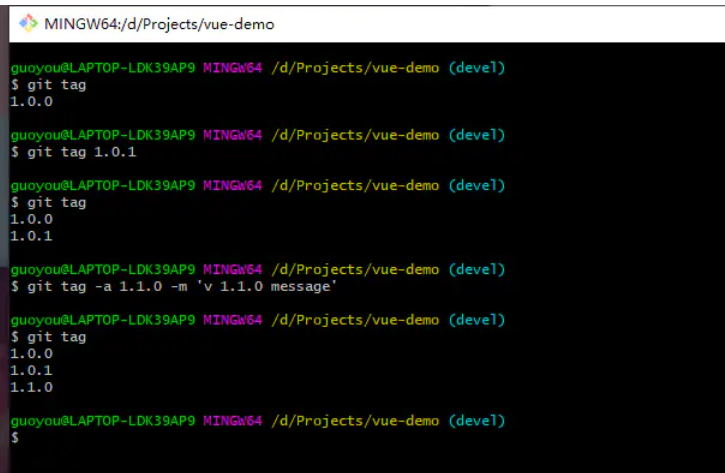 MINGW64:/d/Projects/vue-demo
guoyou@LAPTOP-LDK39AP9 MINGW64 /d/Projects/vue-demo (devel)
$ git tag
1.0.0
guoyou@LAPTOP-LDK39AP9 MINGW64 /d/Projects/vue-demo (devel)
$ git tag 1.0.1
guoyou@LAPTOP-LDK39AP9 MINGW64 /d/Projects/vue-demo (devel)
$ git tag
1.0.0
1.0.1
guoyou@LAPTOP-LDK39AP9 MINGW64 /d/Projects/vue-demo (devel)
$ git tag -a 1.1.0 -m 'v 1.1.0 message'
guoyou@LAPTOP-LDK39AP9 MINGW64 /d/Projects/vue-demo (devel)
$ git tag
1.0.0
1.0.1
1.1.0
guoyou@LAPTOP-LDK39AP9 MINGW64 /d/Projects/vue-demo (devel)
$